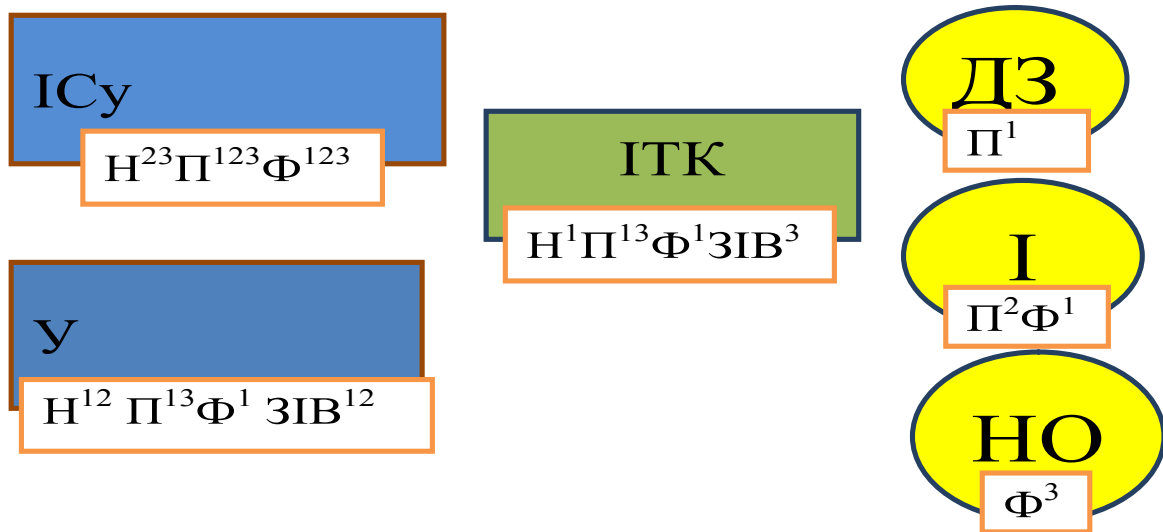 ІСу
Н²³П¹²³Ф¹²³
У
Н¹² П¹³Ф¹ ЗІВ¹²
ІТК
Н¹П¹³Ф¹ЗІВ³
ДЗ
П¹
І
П²Ф¹
НО
Ф³